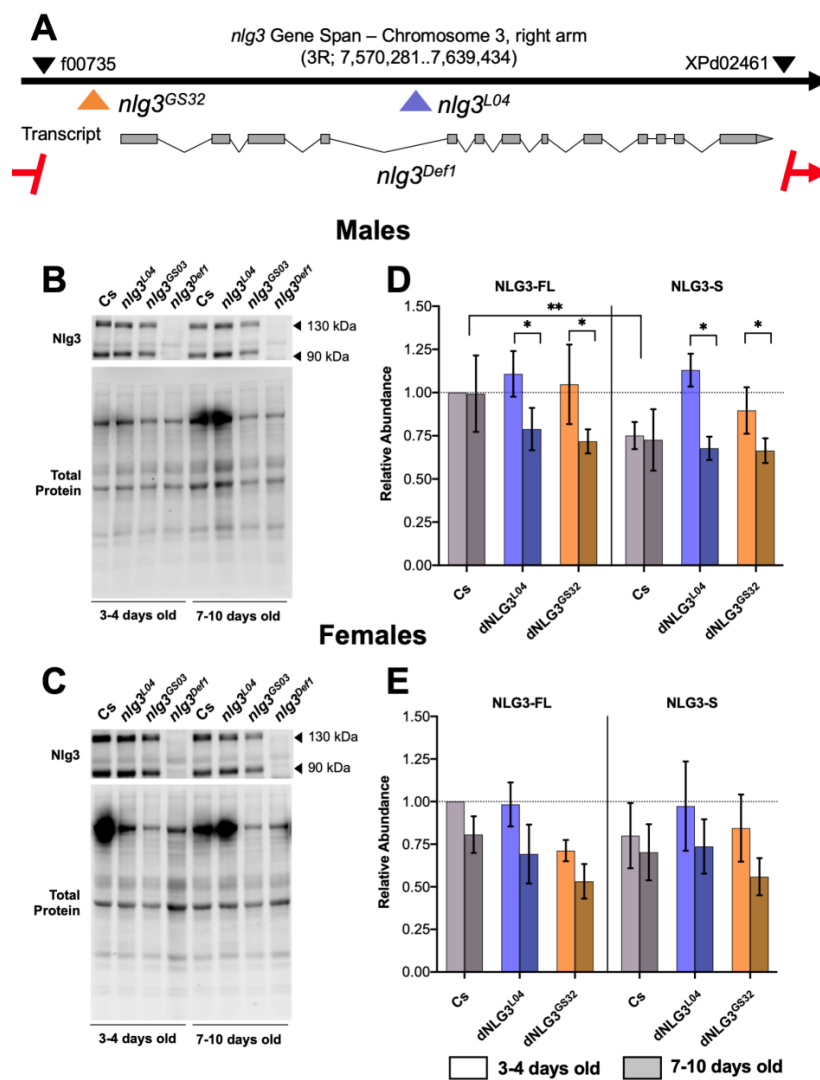 A
nlg3 Gene Span – Chromosome 3, right arm
(3R; 7,570,281..7,639,434)
f00735
XPd02461
nlg3GS32
nlg3L04
Transcript
nlg3Def1
Males
B
Cs
nlg3L04
nlg3GS03
nlg3Def1
Cs
nlg3L04
nlg3GS03
nlg3Def1
Nlg3
130 kDa
90 kDa
Total
Protein
3-4 days old
7-10 days old
D
NLG3-FL
NLG3-S
**
*
*
*
*
Relative Abundance
1.50
1.25
1.00
0.75
0.50
0.25
0.00
Cs
dNLG3L04
dNLG3GS32
Cs
dNLG3L04
dNLG3GS32
Females
C
Cs
nlg3L04
nlg3GS03
nlg3Def1
Cs
nlg3L04
nlg3GS03
nlg3Def1
Nlg3
130 kDa
90 kDa
Total
Protein
3-4 days old
7-10 days old
E
NLG3-FL
NLG3-S
Relative Abundance
1.50
1.25
1.00
0.75
0.50
0.25
0.00
Cs
dNLG3L04
dNLG3GS32
Cs
dNLG3L04
dNLG3GS32
3-4 days old
7-10 days old